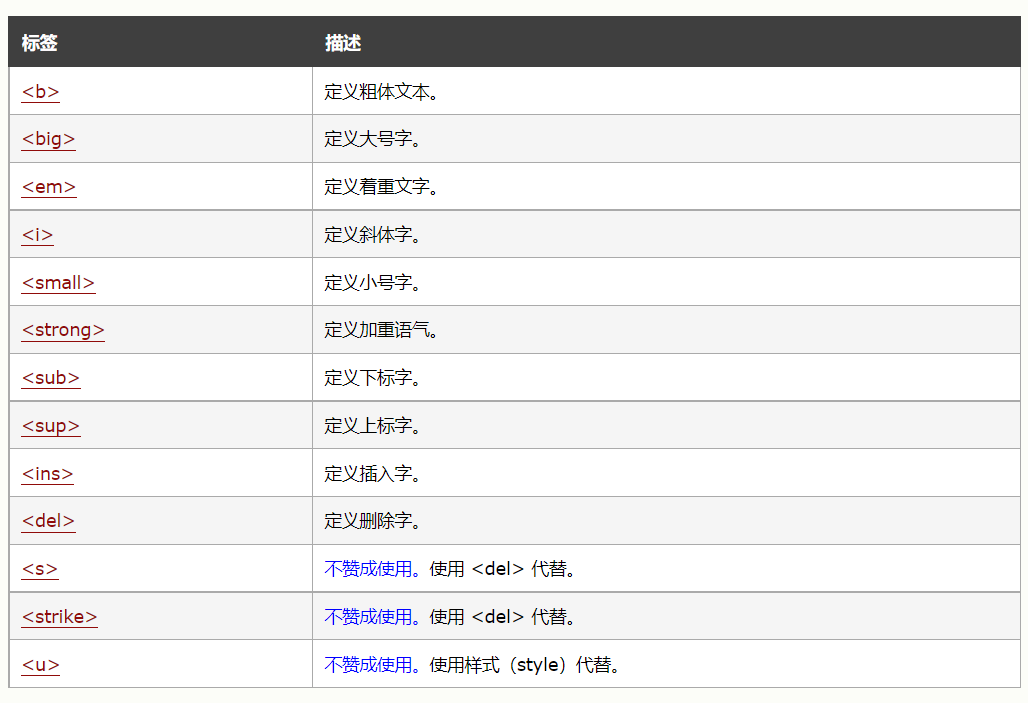 标签 描述
<b> 定义粗体文本。
<big> 定义大号字。
<em> 定义着重文字。
<i> 定义斜体字。
<small> 定义小号字。
<strong> 定义加重语气。
<sub> 定义下标字。
<sup> 定义上标字。
<ins> 定义插入字。
<del> 定义删除字。
<s> 不赞成使用。使用 <del> 代替。
<strike> 不赞成使用。使用 <del> 代替。
<u> 不赞成使用。使用样式（style）代替。